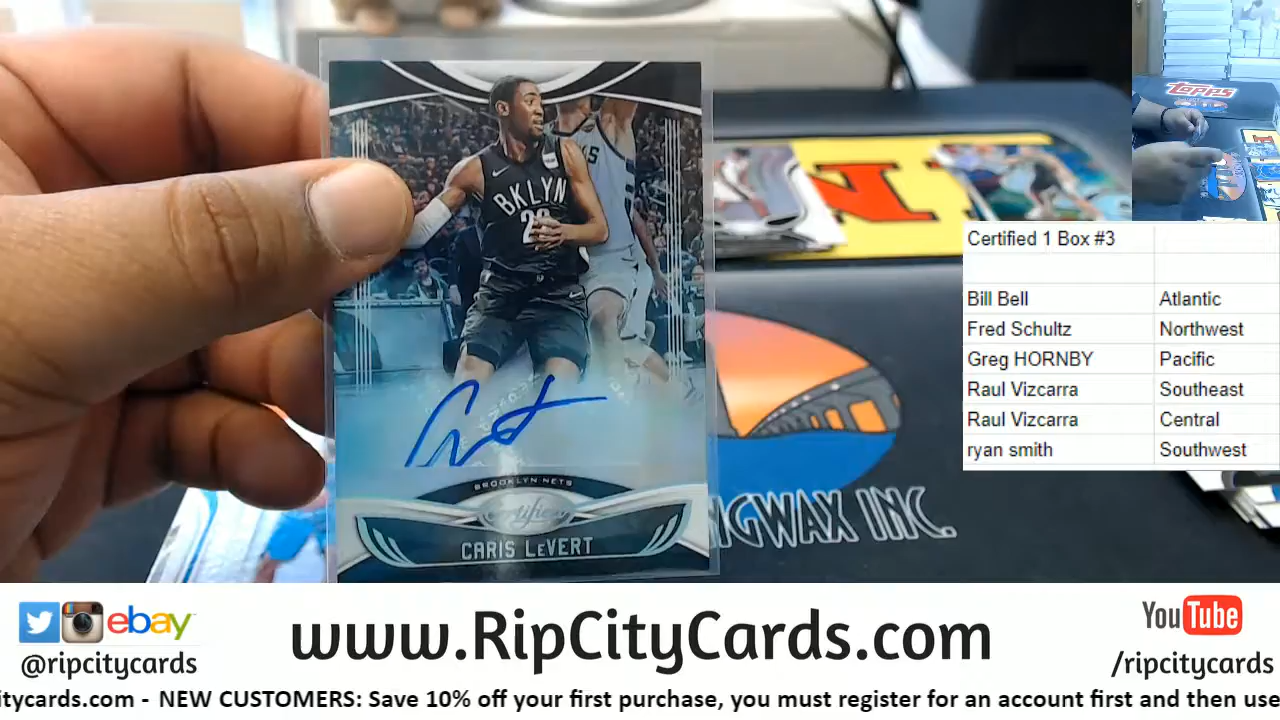 BKLYN
BROOKLYN NETS
Certified
CARIS LeVERT
NGWAX INC.
Topps
Certified 1 Box #3
Bill Bell Atlantic
Fred Schultz Northwest
Greg HORNBY Pacific
Raul Vizcarra Southeast
Raul Vizcarra Central
ryan smith Southwest
ebay
@ripcitycards
www.RipCityCards.com
YouTube
/ripcitycards
citycards.com - NEW CUSTOMERS: Save 10% off your first purchase, you must register for an account first and then use